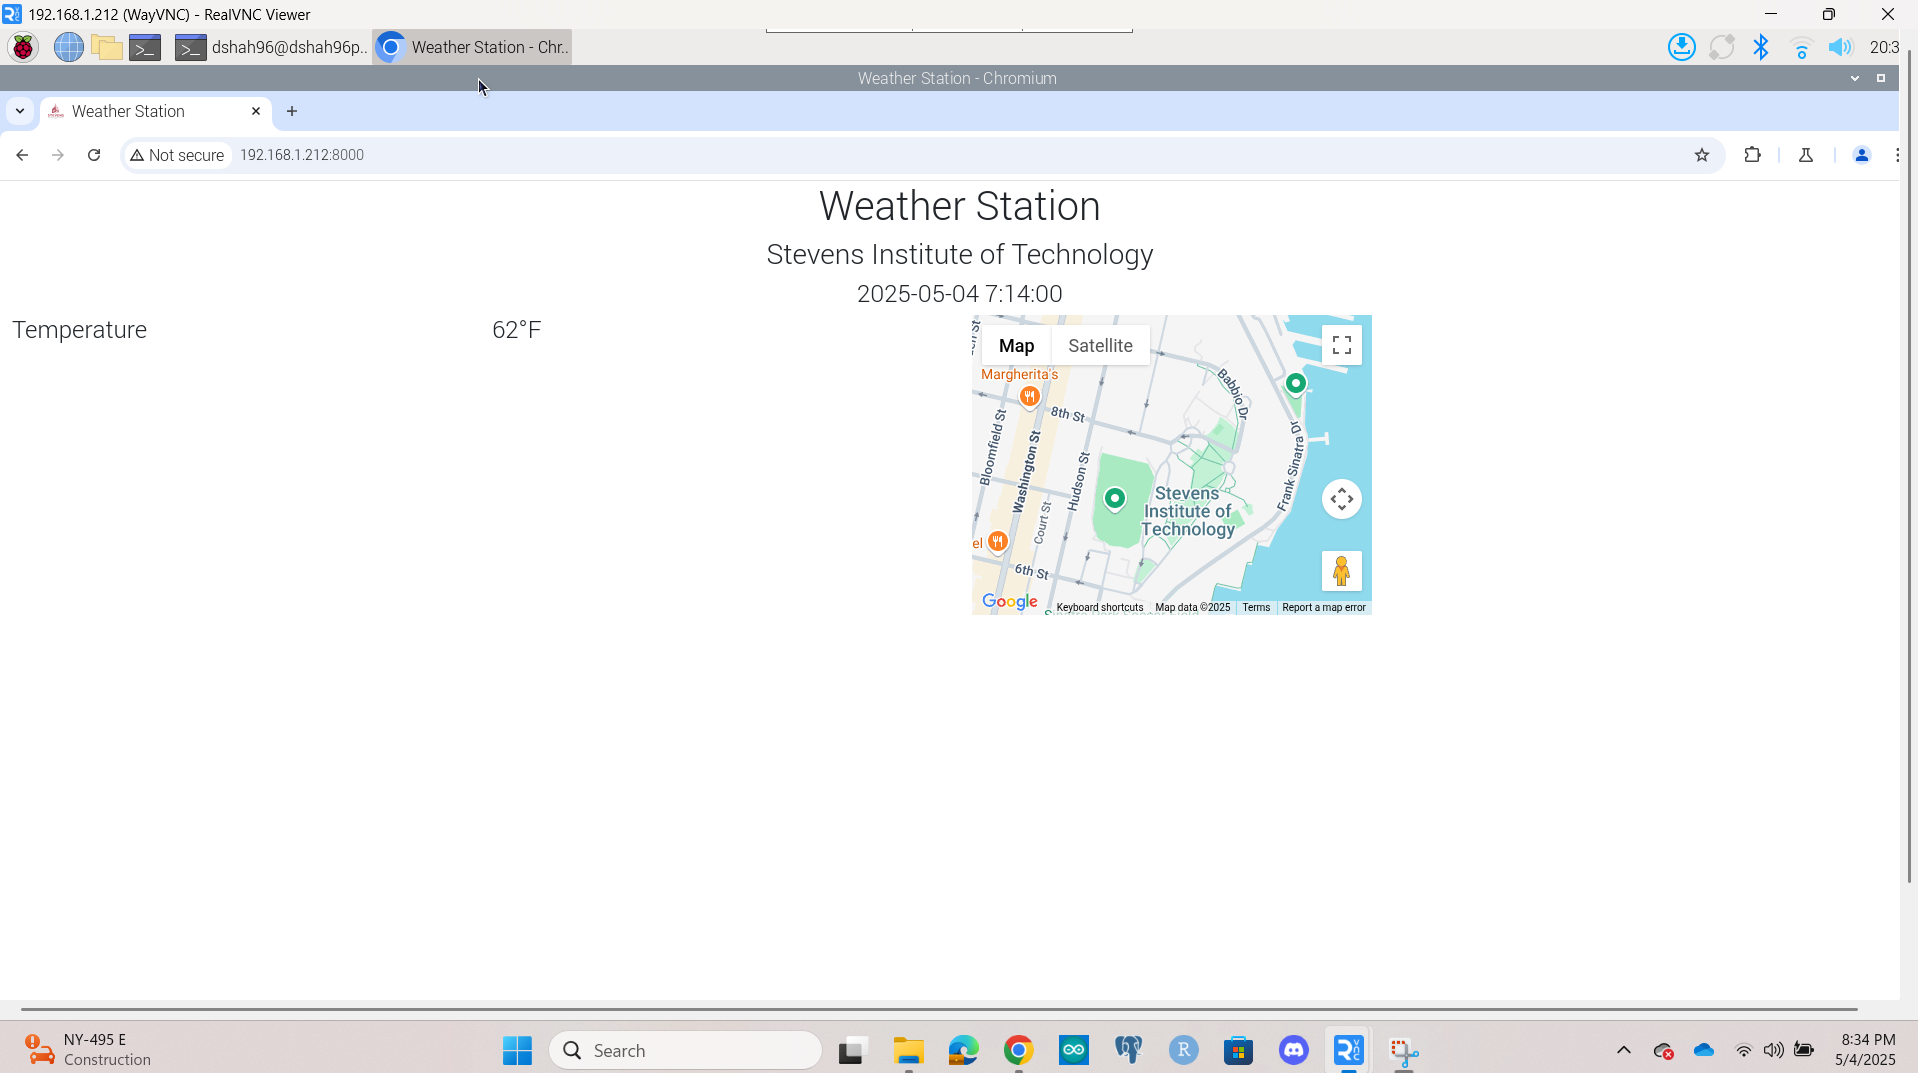 192.168.1.212 (WayVNC) - RealVNC Viewer
dshah96@dshah96p..
Weather Station - Chr..
20:3
Weather Station - Chromium
Weather Station
Not secure
192.168.1.212:8000
Weather Station
Stevens Institute of Technology
2025-05-04 7:14:00
Temperature
62°F
Map
Satellite
Margherita's
8th St
Babbio Dr
Bloomfield St
Washington St
Hudson St
Court St
Frank Sinatra Dr
Stevens
Institute of
Technology
el
6th St
Google
Keyboard shortcuts
Map data ©2025
Terms
Report a map error
NY-495 E
Construction
Search
8:34 PM
5/4/2025